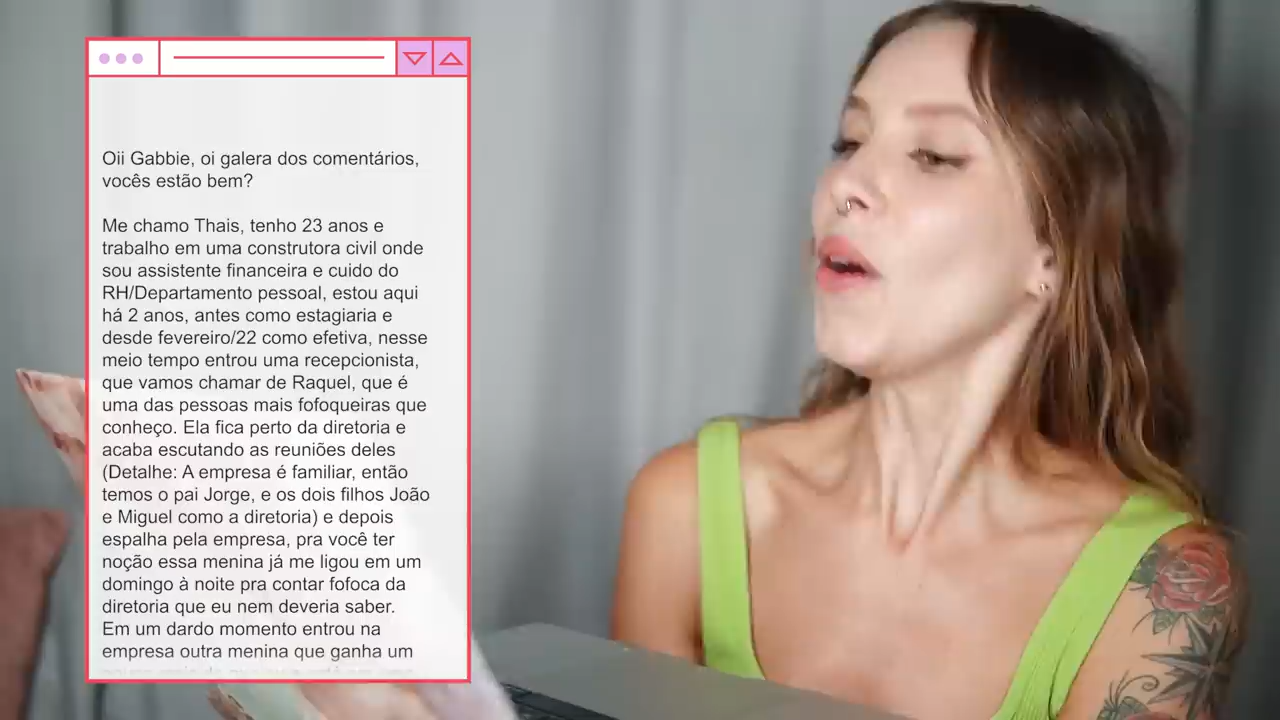 Oii Gabbie, oi galera dos comentários,
vocês estão bem?
Me chamo Thais, tenho 23 anos e
trabalho em uma construtora civil onde
sou assistente financeira e cuido do
RH/Departamento pessoal, estou aqui
há 2 anos, antes como estagiaria e
desde fevereiro/22 como efetiva, nesse
meio tempo entrou uma recepcionista,
que vamos chamar de Raquel, que é
uma das pessoas mais fofoqueiras que
conheço. Ela fica perto da diretoria e
acaba escutando as reuniões deles
(Detalhe: A empresa é familiar, então
temos o pai Jorge, e os dois filhos João
e Miguel como a diretoria) e depois
espalha pela empresa, pra você ter
noção essa menina já me ligou em um
domingo à noite pra contar fofoca da
diretoria que eu nem deveria saber.
Em um dardo momento entrou na
empresa outra menina que ganha um